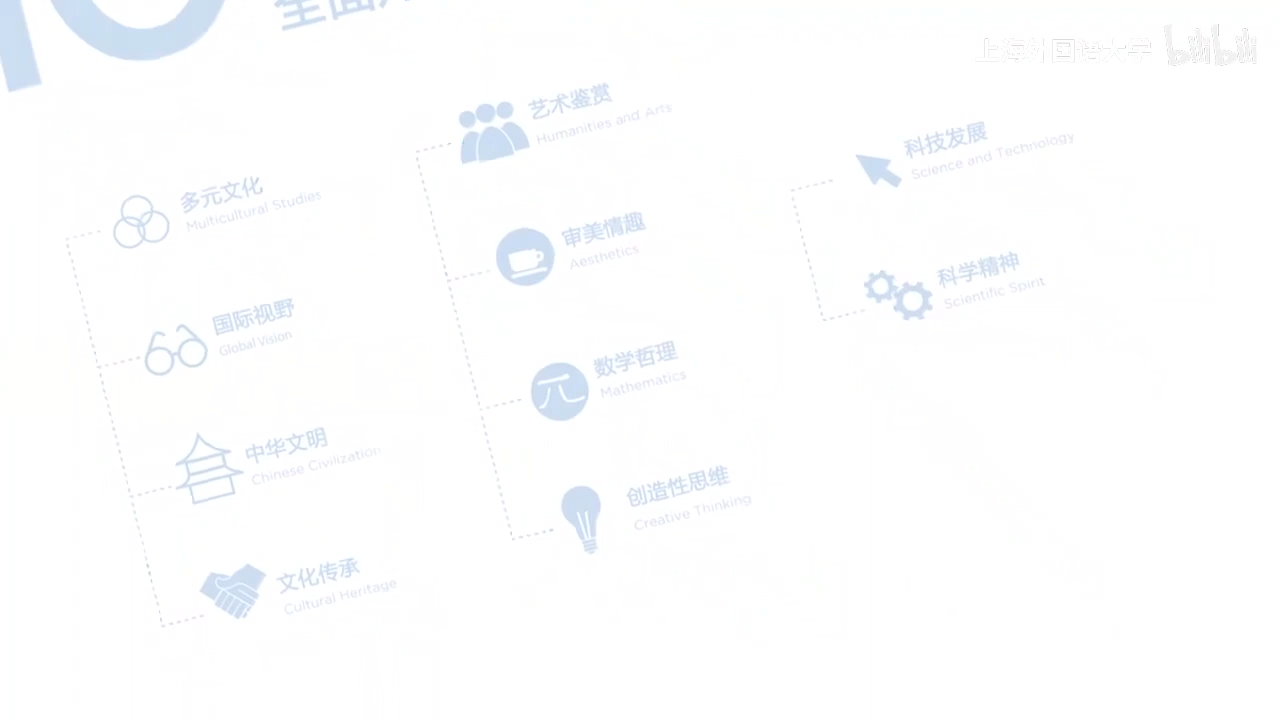 10
上海外国语大学 bilibili
多元文化
Multicultural Studies
国际视野
Global Vision
中华文明
Chinese Civilization
文化传承
Cultural Heritage
艺术鉴赏
Humanities and Arts
审美情趣
Aesthetics
数学哲理
Mathematics
创造性思维
Creative Thinking
科技发展
Science and Technology
科学精神
Scientific Spirit